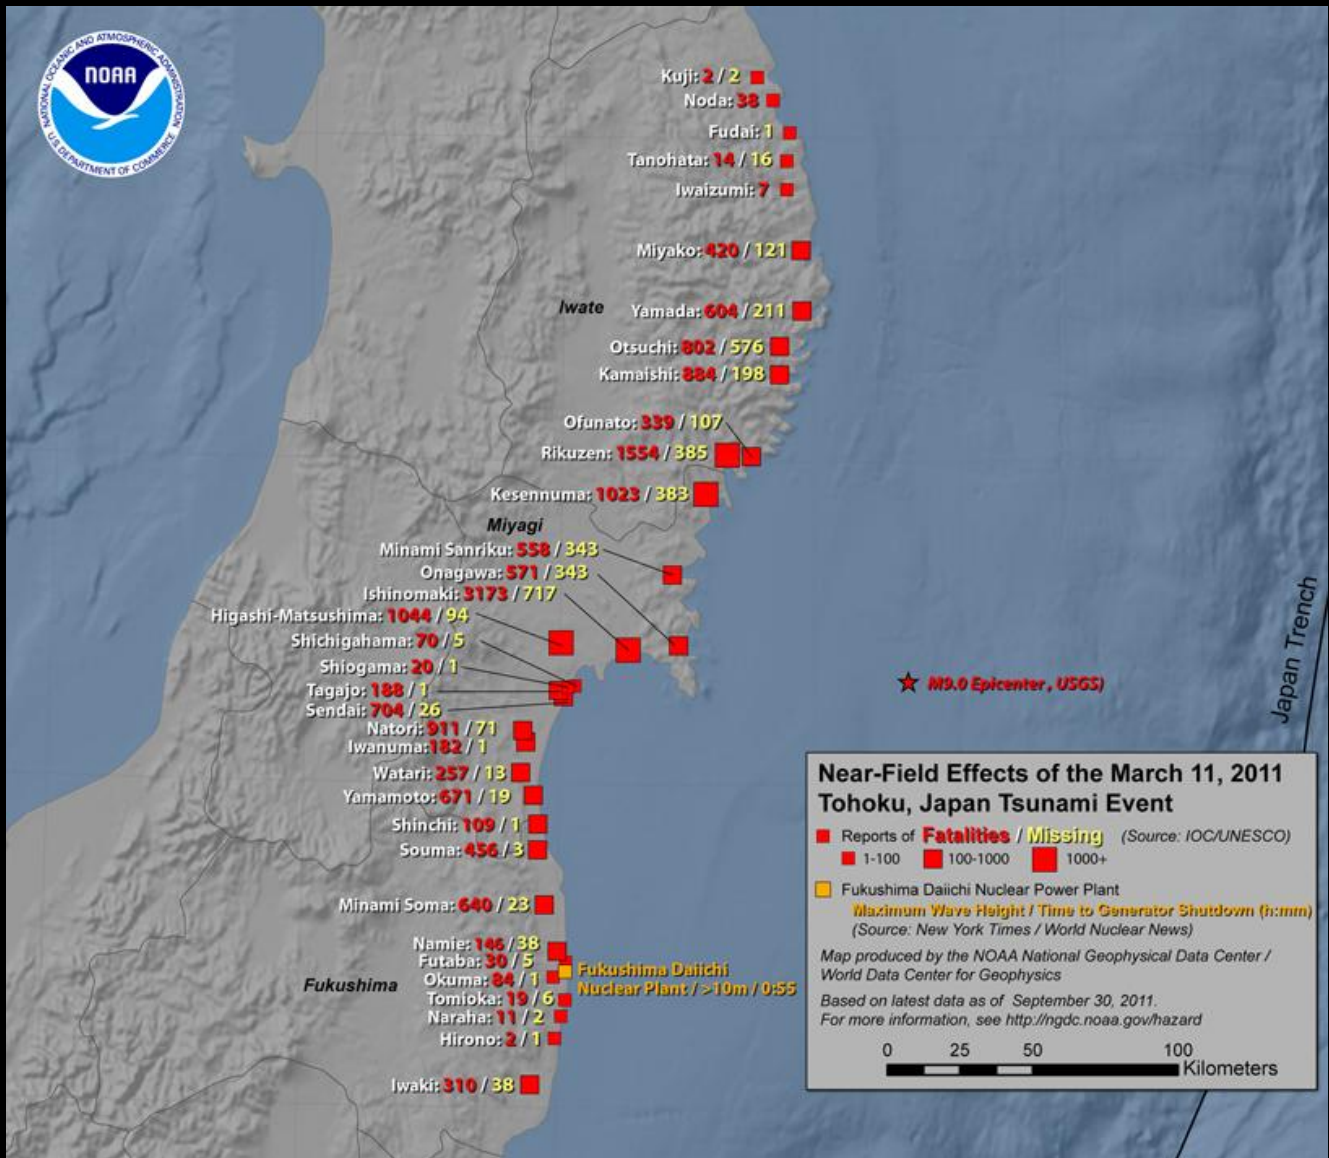 NATIONAL OCEANIC AND ATMOSPHERIC ADMINISTRATION
NOAA
U.S. DEPARTMENT OF COMMERCE
Kuji: 2 / 2
Noda: 38
Fudai: 1
Tanohata: 14 / 16
Iwaizumi: 7
Miyako: 420 / 121
Iwate
Yamada: 604 / 211
Otsuchi: 802 / 576
Kamaishi: 884 / 198
Ofunato: 339 / 107
Rikuzen: 1554 / 385
Kesennuma: 1023 / 383
Miyagi
Minami Sanriku: 558 / 343
Onagawa: 571 / 343
Ishinomaki: 3173 / 717
Higashi-Matsushima: 1044 / 94
Shichigahama: 70 / 5
Shiogama: 20 / 1
Tagajo: 188 / 1
Sendai: 704 / 26
Natori: 911 / 71
Iwanuma: 182 / 1
Watari: 257 / 13
Yamamoto: 671 / 19
Shinchi: 109 / 1
Souma: 456 / 3
Minami Soma: 640 / 23
Namie: 146 / 38
Futaba: 30 / 5
Okuma: 84 / 1
Tomioka: 19 / 6
Naraha: 11 / 2
Hirono: 2 / 1
Iwaki: 310 / 38
Fukushima
Fukushima Daiichi
Nuclear Plant / >10m / 0:55
M9.0 Epicenter , USGS)
Japan Trench
Near-Field Effects of the March 11, 2011
Tohoku, Japan Tsunami Event
Reports of Fatalities / Missing (Source: IOC/UNESCO)
1-100 100-1000 1000+
Fukushima Daiichi Nuclear Power Plant
Maximum Wave Height / Time to Generator Shutdown (h:mm)
(Source: New York Times / World Nuclear News)
Map produced by the NOAA National Geophysical Data Center /
World Data Center for Geophysics
Based on latest data as of September 30, 2011.
For more information, see http://ngdc.noaa.gov/hazard
0 25 50 100
Kilometers